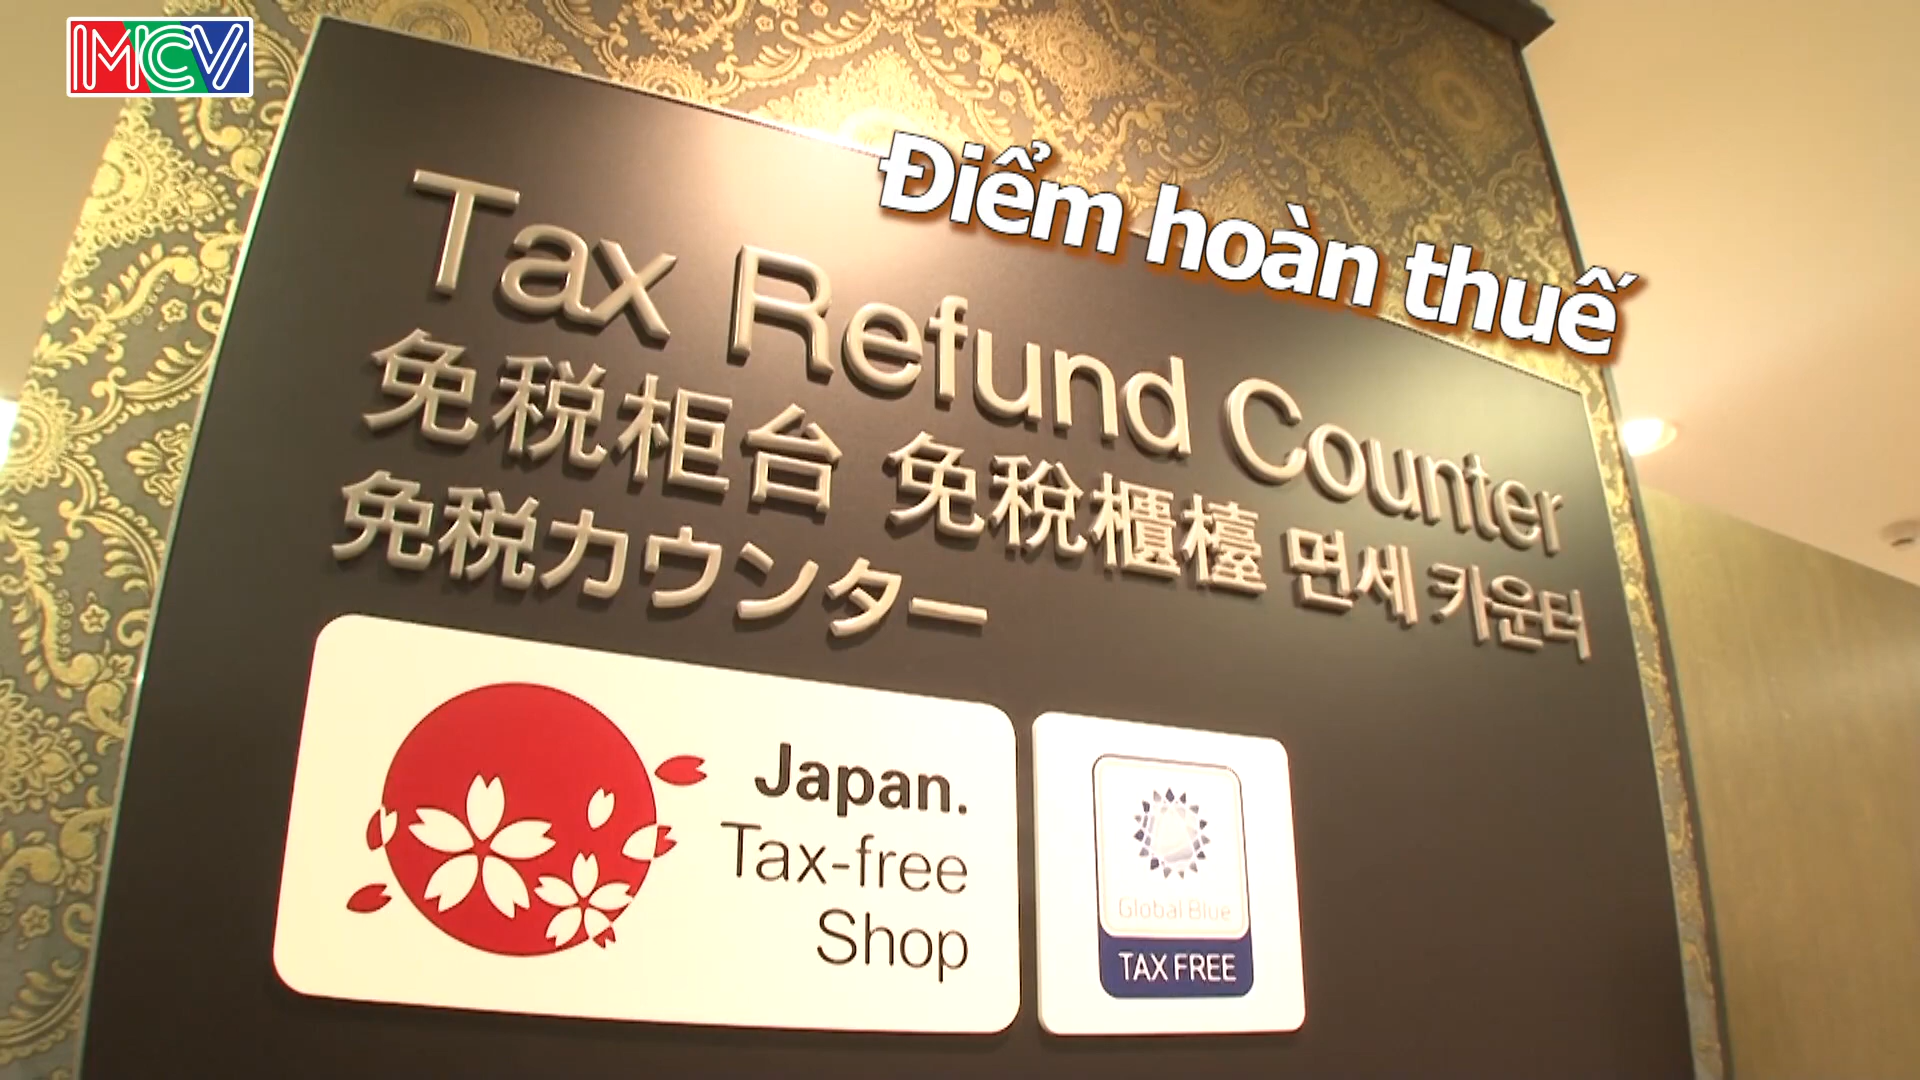 MCV
Điểm hoàn thuế
Tax Refund Counter
免税柜台 免稅櫃檯 면세 카운터
免税カウンター
Japan.
Tax-free
Shop
Global Blue
TAX FREE